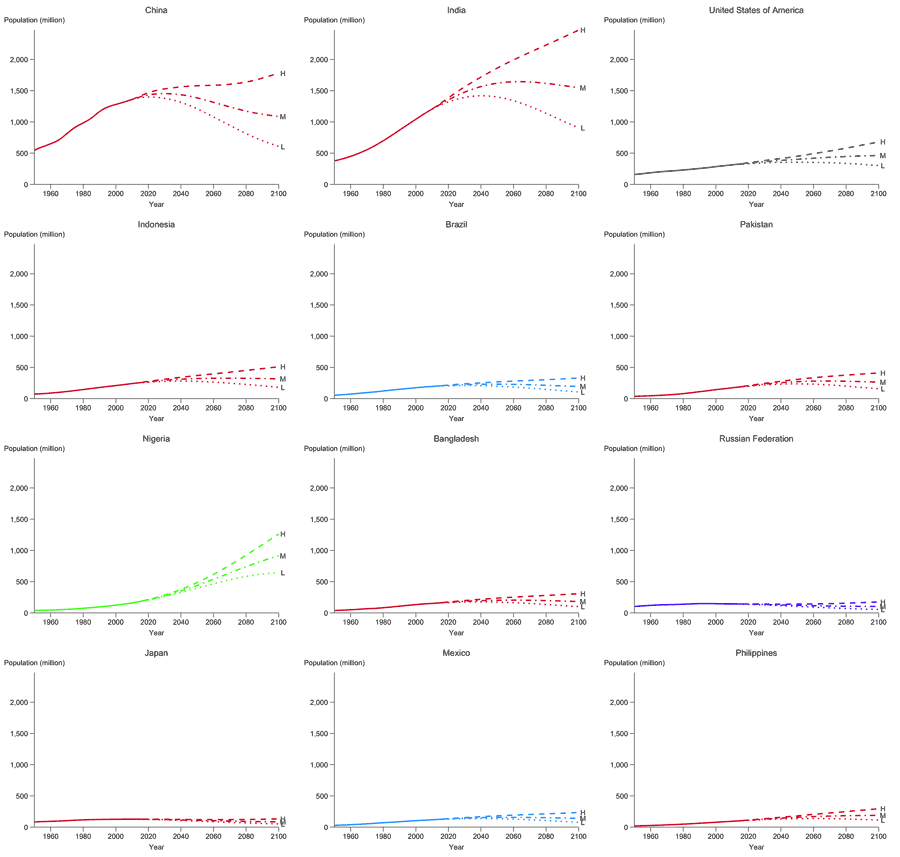 China
Population (million)
2,000
1,500
1,000
500
0
1960 1980 2000 2020 2040 2060 2080 2100
Year
H
M
L
India
Population (million)
2,000
1,500
1,000
500
0
1960 1980 2000 2020 2040 2060 2080 2100
Year
H
M
L
United States of America
Population (million)
2,000
1,500
1,000
500
0
1960 1980 2000 2020 2040 2060 2080 2100
Year
H
M
L
Indonesia
Population (million)
2,000
1,500
1,000
500
0
1960 1980 2000 2020 2040 2060 2080 2100
Year
H
M
L
Brazil
Population (million)
2,000
1,500
1,000
500
0
1960 1980 2000 2020 2040 2060 2080 2100
Year
H
M
L
Pakistan
Population (million)
2,000
1,500
1,000
500
0
1960 1980 2000 2020 2040 2060 2080 2100
Year
H
M
L
Nigeria
Population (million)
2,000
1,500
1,000
500
0
1960 1980 2000 2020 2040 2060 2080 2100
Year
H
M
L
Bangladesh
Population (million)
2,000
1,500
1,000
500
0
1960 1980 2000 2020 2040 2060 2080 2100
Year
H
M
L
Russian Federation
Population (million)
2,000
1,500
1,000
500
0
1960 1980 2000 2020 2040 2060 2080 2100
Year
H
M
L
Japan
Population (million)
2,000
1,500
1,000
500
0
1960 1980 2000 2020 2040 2060 2080 2100
Year
H
M
L
Mexico
Population (million)
2,000
1,500
1,000
500
0
1960 1980 2000 2020 2040 2060 2080 2100
Year
H
M
L
Philippines
Population (million)
2,000
1,500
1,000
500
0
1960 1980 2000 2020 2040 2060 2080 2100
Year
H
M
L